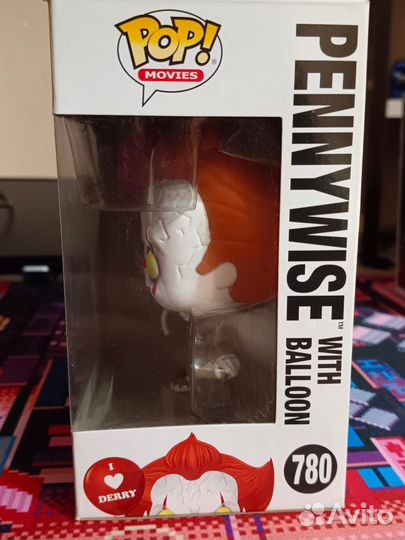 POP!
MOVIES
PENNYWISE™ WITH
BALLOON
780
I
DERRY
Avito